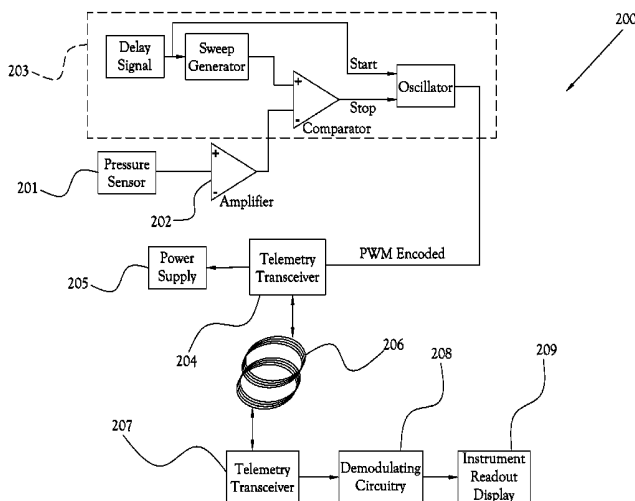 200
203
Delay
Signal
Sweep
Generator
Start
Oscillator
+
-
Stop
Comparator
Pressure
Sensor
201
+
-
202
Amplifier
Power
Supply
205
Telemetry
Transceiver
PWM Encoded
204
206
208
209
207
Telemetry
Transceiver
Demodulating
Circuitry
Instrument
Readout
Display